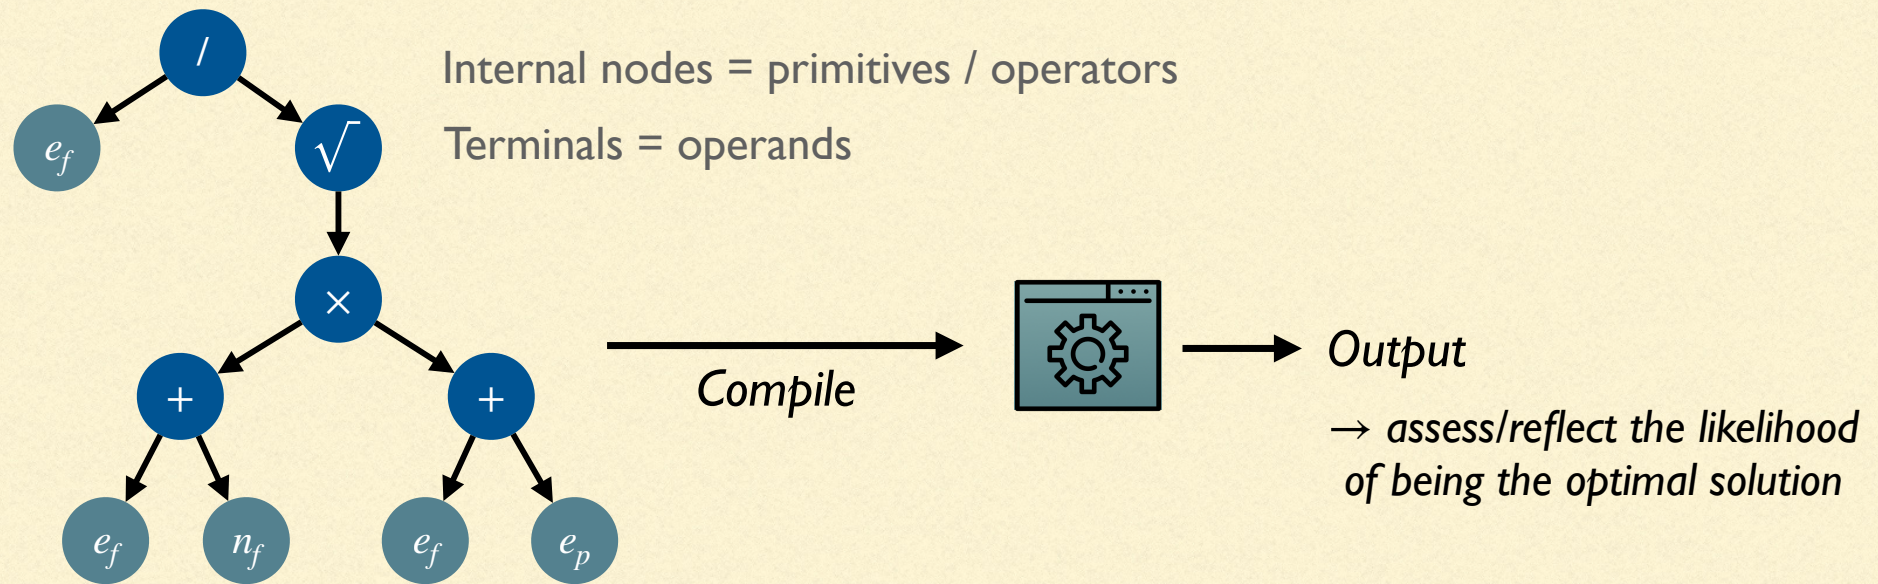 /
Internal nodes = primitives / operators
e_f
√
Terminals = operands
×
+
+
Compile
Output
→ assess/reflect the likelihood
of being the optimal solution
e_f
n_f
e_f
e_p